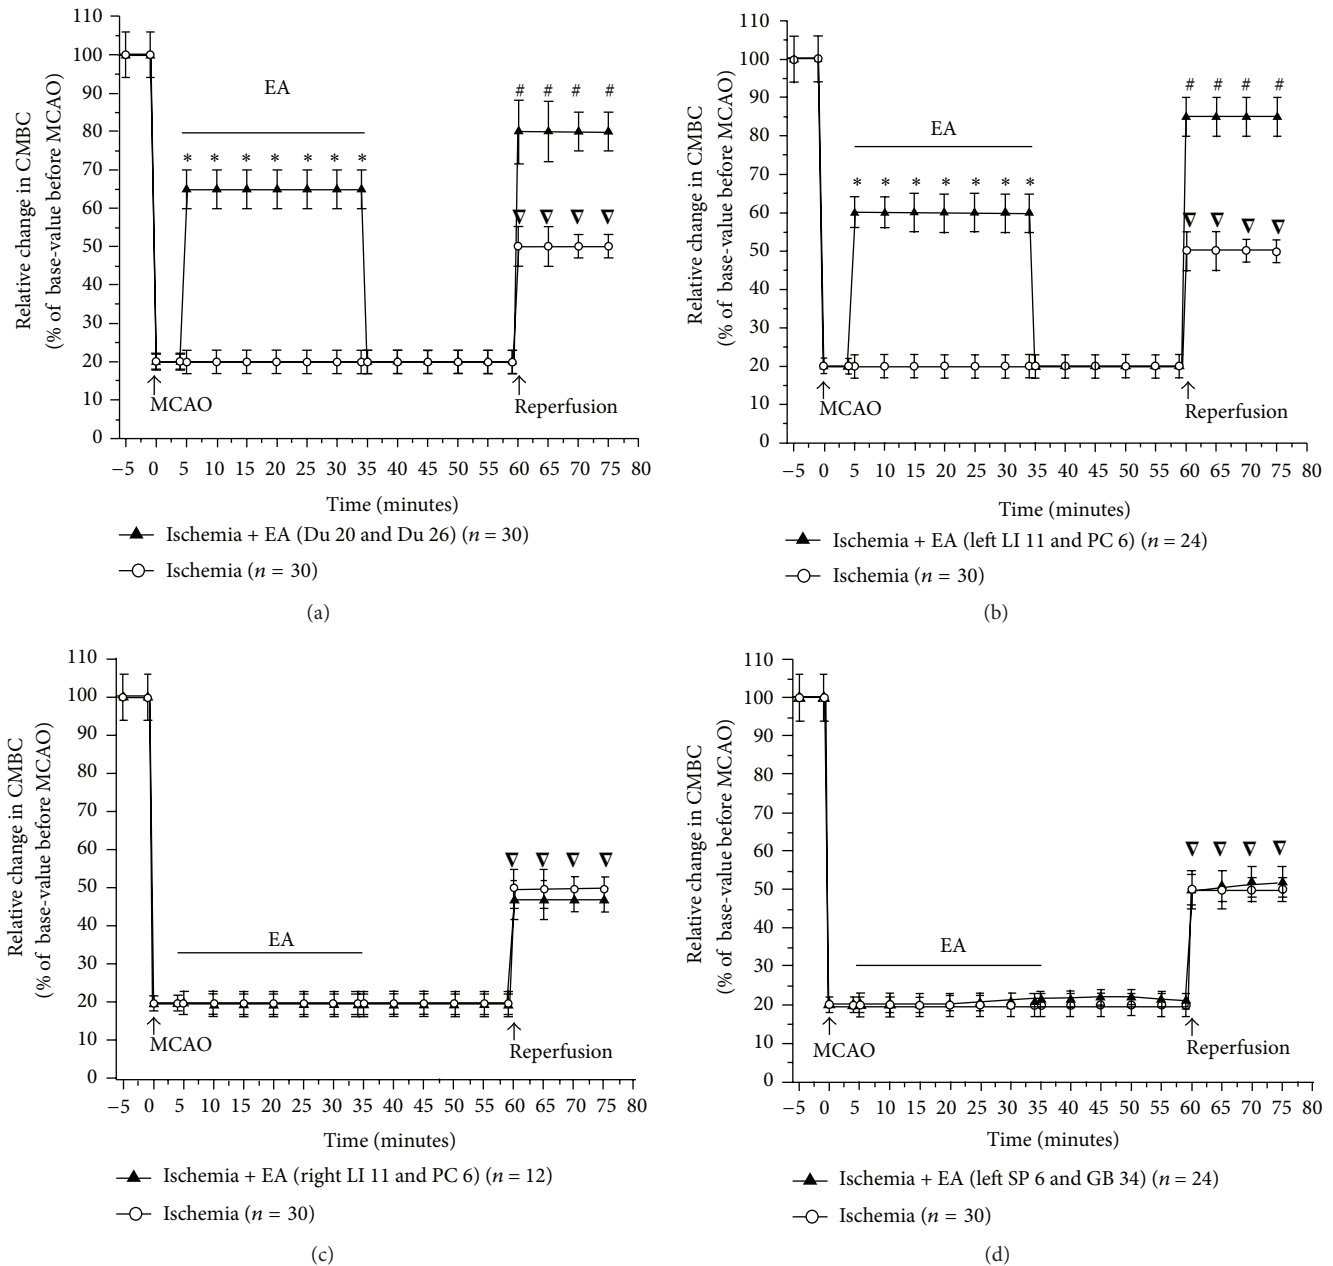 110
100
90
80
70
60
50
40
30
20
10
0
Relative change in CMBC
(% of base-value before MCAO)
EA
* * * * * * *
# # # #
MCAO
Reperfusion
−5 0 5 10 15 20 25 30 35 40 45 50 55 60 65 70 75 80
Time (minutes)
Ischemia + EA (Du 20 and Du 26) (n = 30)
Ischemia (n = 30)
(a)
110
100
90
80
70
60
50
40
30
20
10
0
Relative change in CMBC
(% of base-value before MCAO)
EA
* * * * * * *
# # # #
MCAO
Reperfusion
−5 0 5 10 15 20 25 30 35 40 45 50 55 60 65 70 75 80
Time (minutes)
Ischemia + EA (left LI 11 and PC 6) (n = 24)
Ischemia (n = 30)
(b)
110
100
90
80
70
60
50
40
30
20
10
0
Relative change in CMBC
(% of base-value before MCAO)
EA
MCAO
Reperfusion
−5 0 5 10 15 20 25 30 35 40 45 50 55 60 65 70 75 80
Time (minutes)
Ischemia + EA (right LI 11 and PC 6) (n = 12)
Ischemia (n = 30)
(c)
110
100
90
80
70
60
50
40
30
20
10
0
Relative change in CMBC
(% of base-value before MCAO)
EA
MCAO
Reperfusion
−5 0 5 10 15 20 25 30 35 40 45 50 55 60 65 70 75 80
Time (minutes)
Ischemia + EA (left SP 6 and GB 34) (n = 24)
Ischemia (n = 30)
(d)